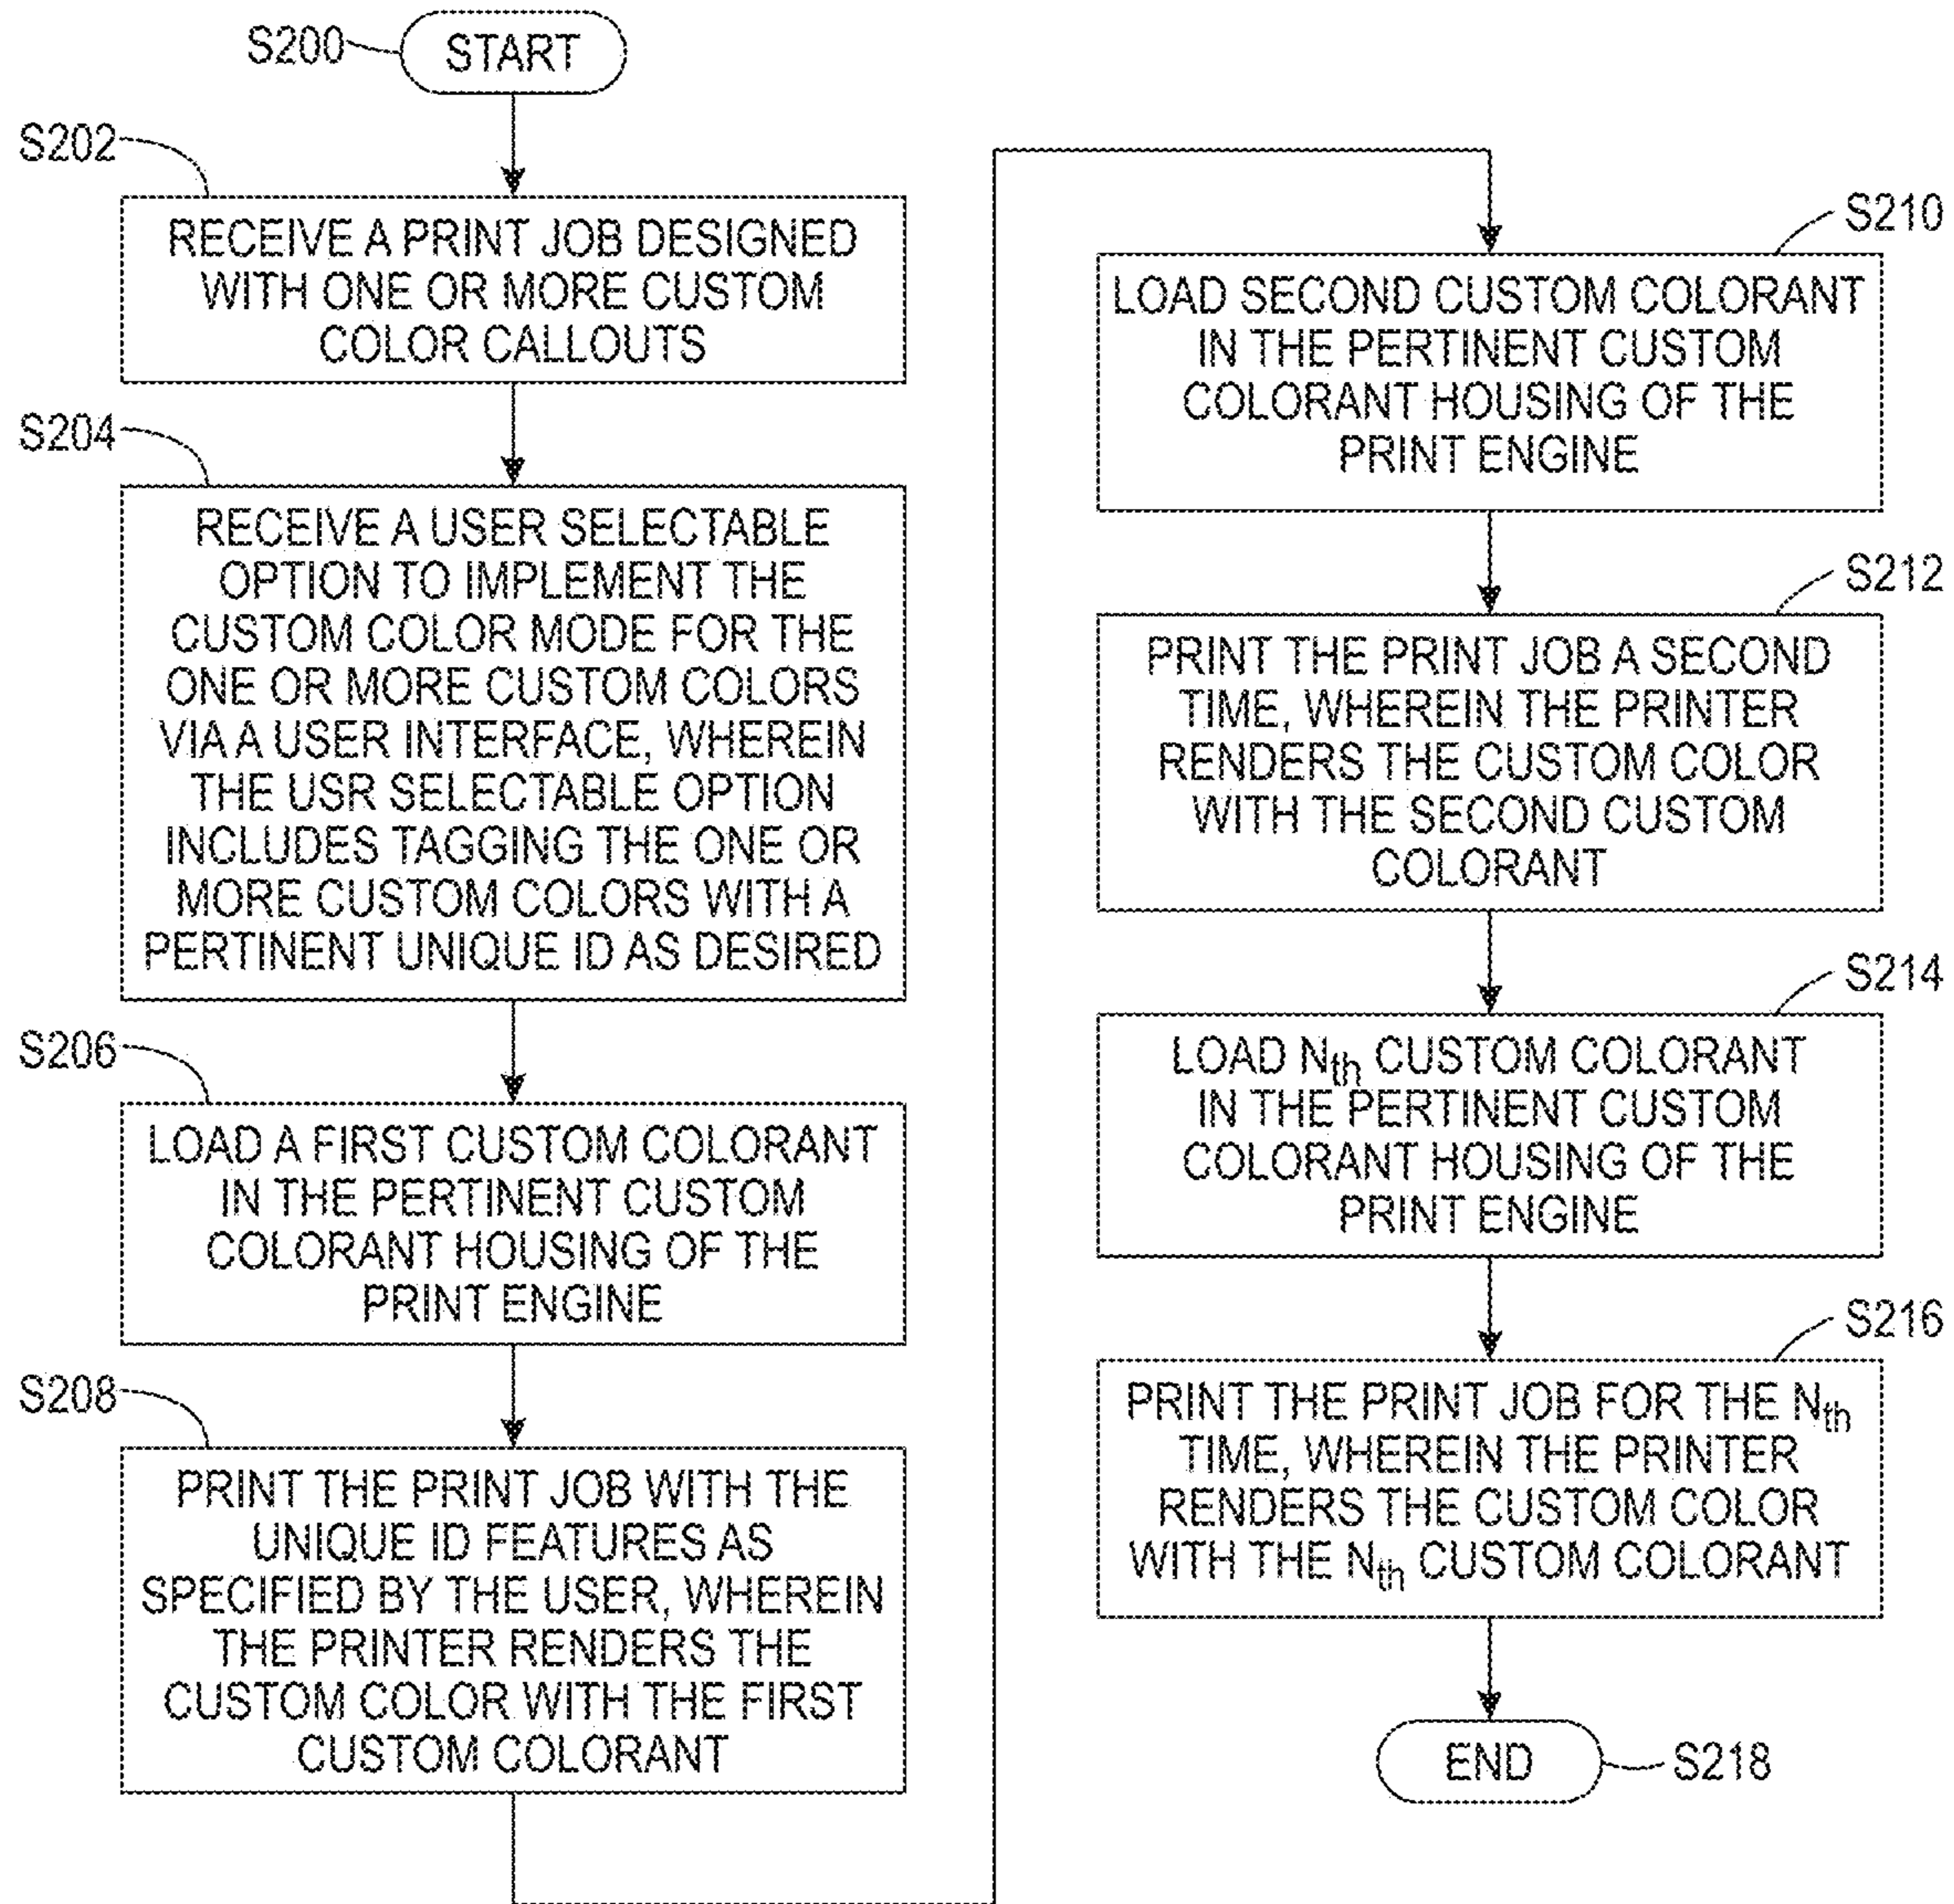 S200
START
S202
RECEIVE A PRINT JOB DESIGNED
WITH ONE OR MORE CUSTOM
COLOR CALLOUTS
S204
RECEIVE A USER SELECTABLE
OPTION TO IMPLEMENT THE
CUSTOM COLOR MODE FOR THE
ONE OR MORE CUSTOM COLORS
VIA A USER INTERFACE, WHEREIN
THE USR SELECTABLE OPTION
INCLUDES TAGGING THE ONE OR
MORE CUSTOM COLORS WITH A
PERTINENT UNIQUE ID AS DESIRED
S206
LOAD A FIRST CUSTOM COLORANT
IN THE PERTINENT CUSTOM
COLORANT HOUSING OF THE
PRINT ENGINE
S208
PRINT THE PRINT JOB WITH THE
UNIQUE ID FEATURES AS
SPECIFIED BY THE USER, WHEREIN
THE PRINTER RENDERS THE
CUSTOM COLOR WITH THE FIRST
CUSTOM COLORANT
S210
LOAD SECOND CUSTOM COLORANT
IN THE PERTINENT CUSTOM
COLORANT HOUSING OF THE
PRINT ENGINE
S212
PRINT THE PRINT JOB A SECOND
TIME, WHEREIN THE PRINTER
RENDERS THE CUSTOM COLOR
WITH THE SECOND CUSTOM
COLORANT
S214
LOAD Nth CUSTOM COLORANT
IN THE PERTINENT CUSTOM
COLORANT HOUSING OF THE
PRINT ENGINE
S216
PRINT THE PRINT JOB FOR THE Nth
TIME, WHEREIN THE PRINTER
RENDERS THE CUSTOM COLOR
WITH THE Nth CUSTOM COLORANT
END
S218